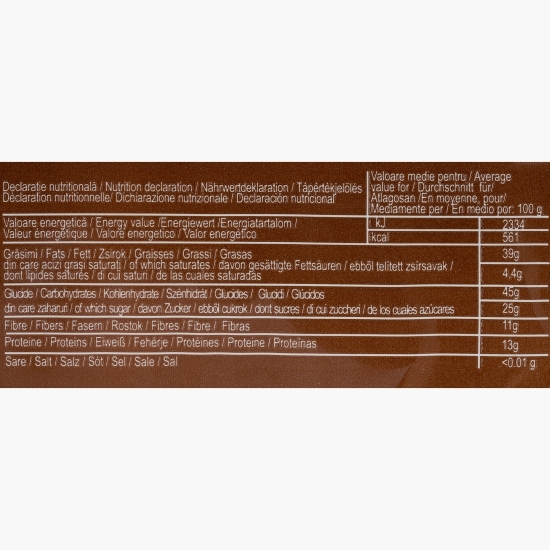 Valoare medie pentru / Average
Declaratie nutritională / Nutrition declaration / Nährwertdeklaration / Tápértékjelölés
value for / Durchschnitt für/
Déclaration nutritionnelle/ Dichiarazione nutrizionale / Declaración nutricional
Atlagosan /En moyenne, pour/
Mediamente per / En medio por: 100 g
Valoare energetică / Energy value /Energiewert /Energiatartalom / kJ 2334
Valeur énergétique / Valore energetico / Valor energético kcal 561
Grăsimi / Fats / Fett / Zsírok / Graisses / Grassi / Grasas 39g
din care acizi grași saturați / of which saturates / davon gesättigte Fettsäuren / ebből telített zsírsavak /
dont lipides saturés / di cui saturi / de las cuales saturadas 4,4g
Glucide / Carbohydrates / Kohlenhydrate / Szénhidrát / Glucides / Gluoidi / Glúcidos 45g
din care zaharuri / of which sugar / davon Zucker / ebből cukrok / dont sucres / di cui zuccheri / de los cuales azúcares 25g
Fibre / Fibers / Fasern / Rostok / Fibres / Fibre / Fibras 11g
Proteine / Proteins / Eiweiß / Fehérje / Protéines / Proteine / Proteínas 13g
Sare / Salt / Salz / Sót / Sel / Sale / Sal <0.01 g